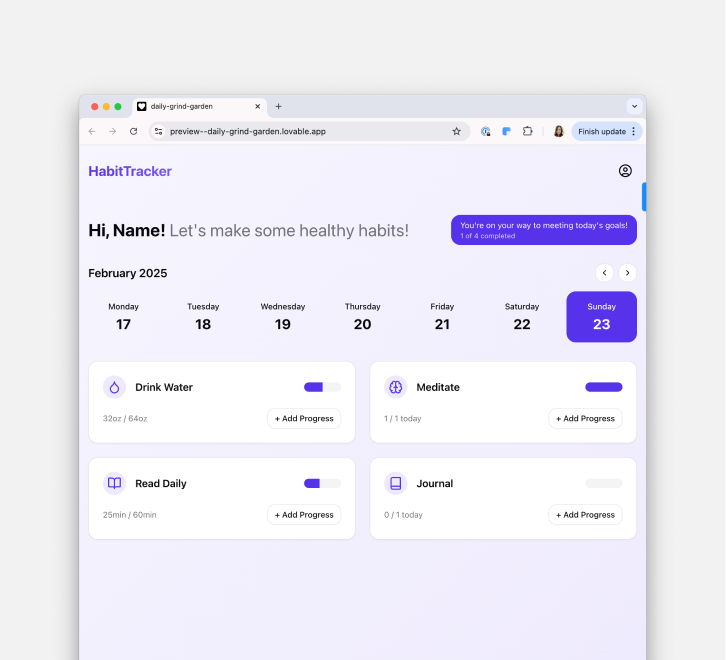 daily-grind-garden
preview--daily-grind-garden.lovable.app
Finish update
HabitTracker
Hi, Name! Let's make some healthy habits!
You're on your way to meeting today's goals!
1 of 4 completed
February 2025
Monday Tuesday Wednesday Thursday Friday Saturday Sunday
17 18 19 20 21 22 23
Drink Water
32oz / 64oz
+ Add Progress
Meditate
1 / 1 today
+ Add Progress
Read Daily
25min / 60min
+ Add Progress
Journal
0 / 1 today
+ Add Progress